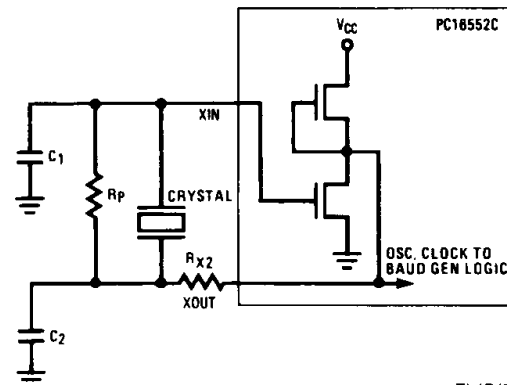 PC16552C
VCC
XIN
C1
RP
CRYSTAL
RX2
XOUT
OSC. CLOCK TO
BAUD GEN LOGIC
C2